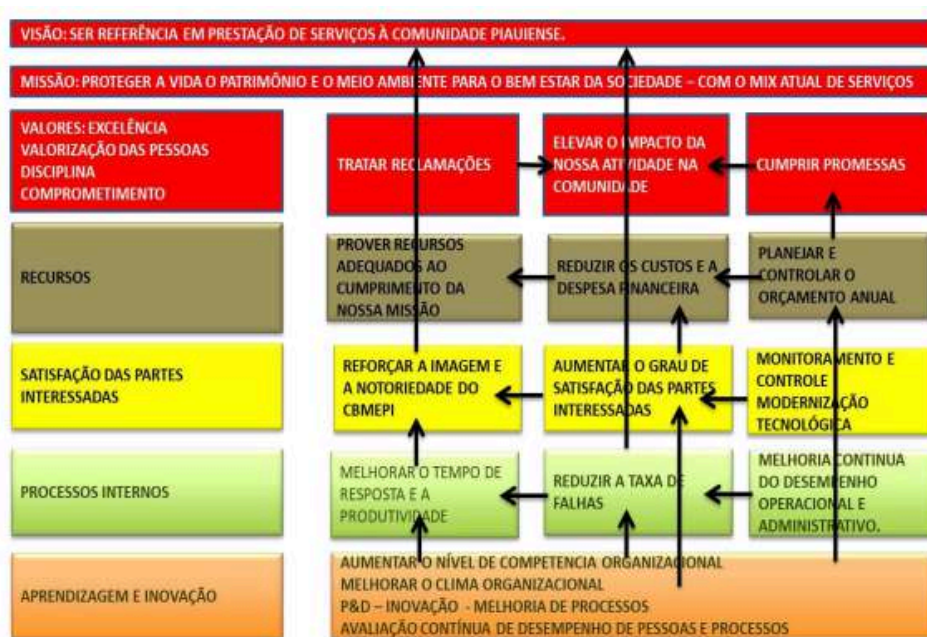 VISÃO: SER REFERÊNCIA EM PRESTAÇÃO DE SERVIÇOS À COMUNIDADE PIAUIENSE.
MISSÃO: PROTEGER A VIDA O PATRIMÔNIO E O MEIO AMBIENTE PARA O BEM ESTAR DA SOCIEDADE – COM O MIX ATUAL DE SERVIÇOS
VALORES: EXCELÊNCIA
VALORIZAÇÃO DAS PESSOAS
DISCIPLINA
COMPROMETIMENTO
TRATAR RECLAMAÇÕES
ELEVAR O IMPACTO DA
NOSSA ATIVIDADE NA
COMUNIDADE
CUMPRIR PROMESSAS
RECURSOS
PROVER RECURSOS
ADEQUADOS AO
CUMPRIMENTO DA
NOSSA MISSÃO
REDUZIR OS CUSTOS E A
DESPESA FINANCEIRA
PLANEJAR E
CONTROLAR O
ORÇAMENTO ANUAL
SATISFAÇÃO DAS PARTES
INTERESSADAS
REFORÇAR A IMAGEM E
A NOTORIEDADE DO
CBMEPI
AUMENTAR O GRAU DE
SATISFAÇÃO DAS PARTES
INTERESSADAS
MONITORAMENTO E
CONTROLE
MODERNIZAÇÃO
TECNOLÓGICA
PROCESSOS INTERNOS
MELHORAR O TEMPO DE
RESPOSTA E A
PRODUTIVIDADE
REDUZIR A TAXA DE
FALHAS
MELHORIA CONTINUA
DO DESEMPENHO
OPERACIONAL E
ADMINISTRATIVO.
APRENDIZAGEM E INOVAÇÃO
AUMENTAR O NÍVEL DE COMPETENCIA ORGANIZACIONAL
MELHORAR O CLIMA ORGANIZACIONAL
P&D – INOVAÇÃO - MELHORIA DE PROCESSOS
AVALIAÇÃO CONTÍNUA DE DESEMPENHO DE PESSOAS E PROCESSOS